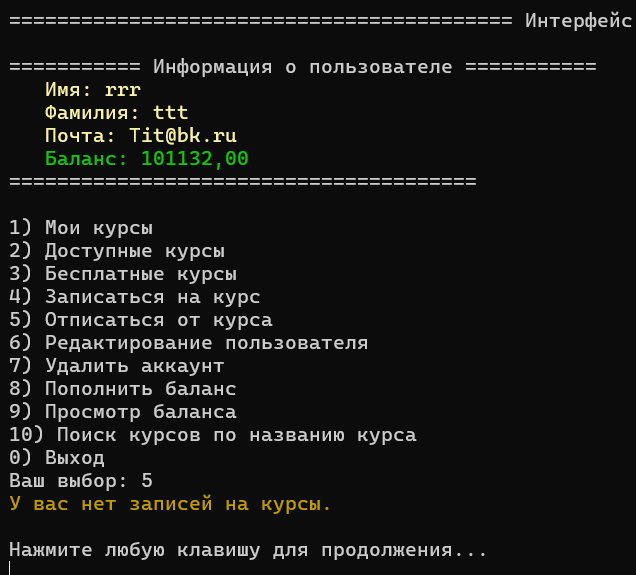 ========================================== Интерфейс
=========== Информация о пользователе ===========
Имя: rrr
Фамилия: ttt
Почта: Tit@bk.ru
Баланс: 101132,00
=======================================
1) Мои курсы
2) Доступные курсы
3) Бесплатные курсы
4) Записаться на курс
5) Отписаться от курса
6) Редактирование пользователя
7) Удалить аккаунт
8) Пополнить баланс
9) Просмотр баланса
10) Поиск курсов по названию курса
0) Выход
Ваш выбор: 5
У вас нет записей на курсы.
Нажмите любую клавишу для продолжения...